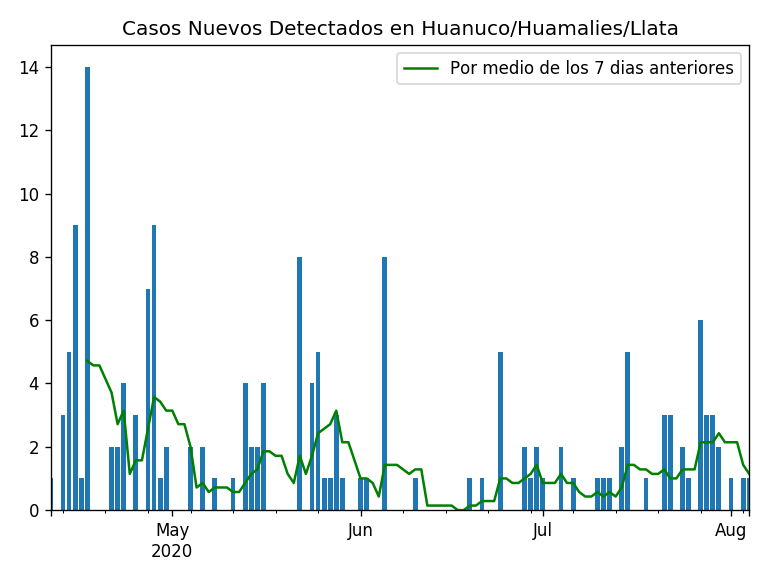 Casos Nuevos Detectados en Huanuco/Huamalies/Llata
Por medio de los 7 dias anteriores
14
12
10
8
6
4
2
0
May
2020
Jun
Jul
Aug